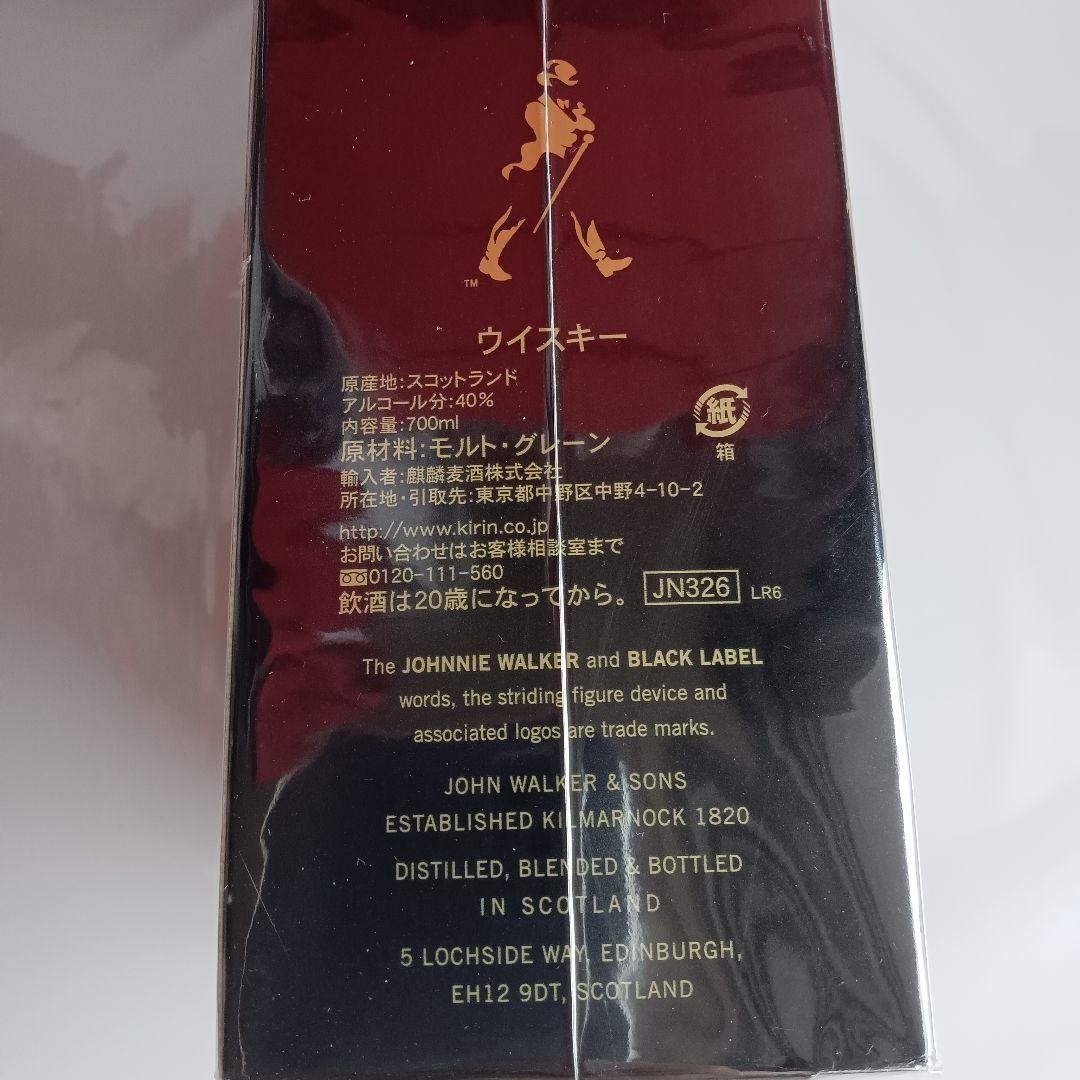 TM
ウイスキー
原産地:スコットランド
アルコール分:40%
内容量:700ml
原材料:モルト・グレーン
輸入者:麒麟麦酒株式会社
所在地・引取先:東京都中野区中野4-10-2
紙
箱
http://www.kirin.co.jp
お問い合わせはお客様相談室まで
0120-111-560
飲酒は20歳になってから。 JN326 LR6
The JOHNNIE WALKER and BLACK LABEL
words, the striding figure device and
associated logos are trade marks.
JOHN WALKER & SONS
ESTABLISHED KILMARNOCK 1820
DISTILLED, BLENDED & BOTTLED
IN SCOTLAND
5 LOCHSIDE WAY, EDINBURGH,
EH12 9DT, SCOTLAND